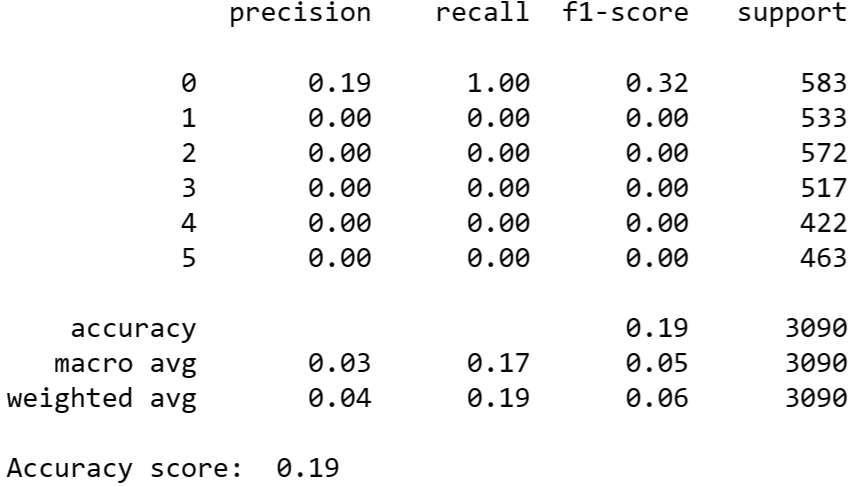 precision recall f1-score support
0 0.19 1.00 0.32 583
1 0.00 0.00 0.00 533
2 0.00 0.00 0.00 572
3 0.00 0.00 0.00 517
4 0.00 0.00 0.00 422
5 0.00 0.00 0.00 463
accuracy 0.19 3090
macro avg 0.03 0.17 0.05 3090
weighted avg 0.04 0.19 0.06 3090
Accuracy score: 0.19